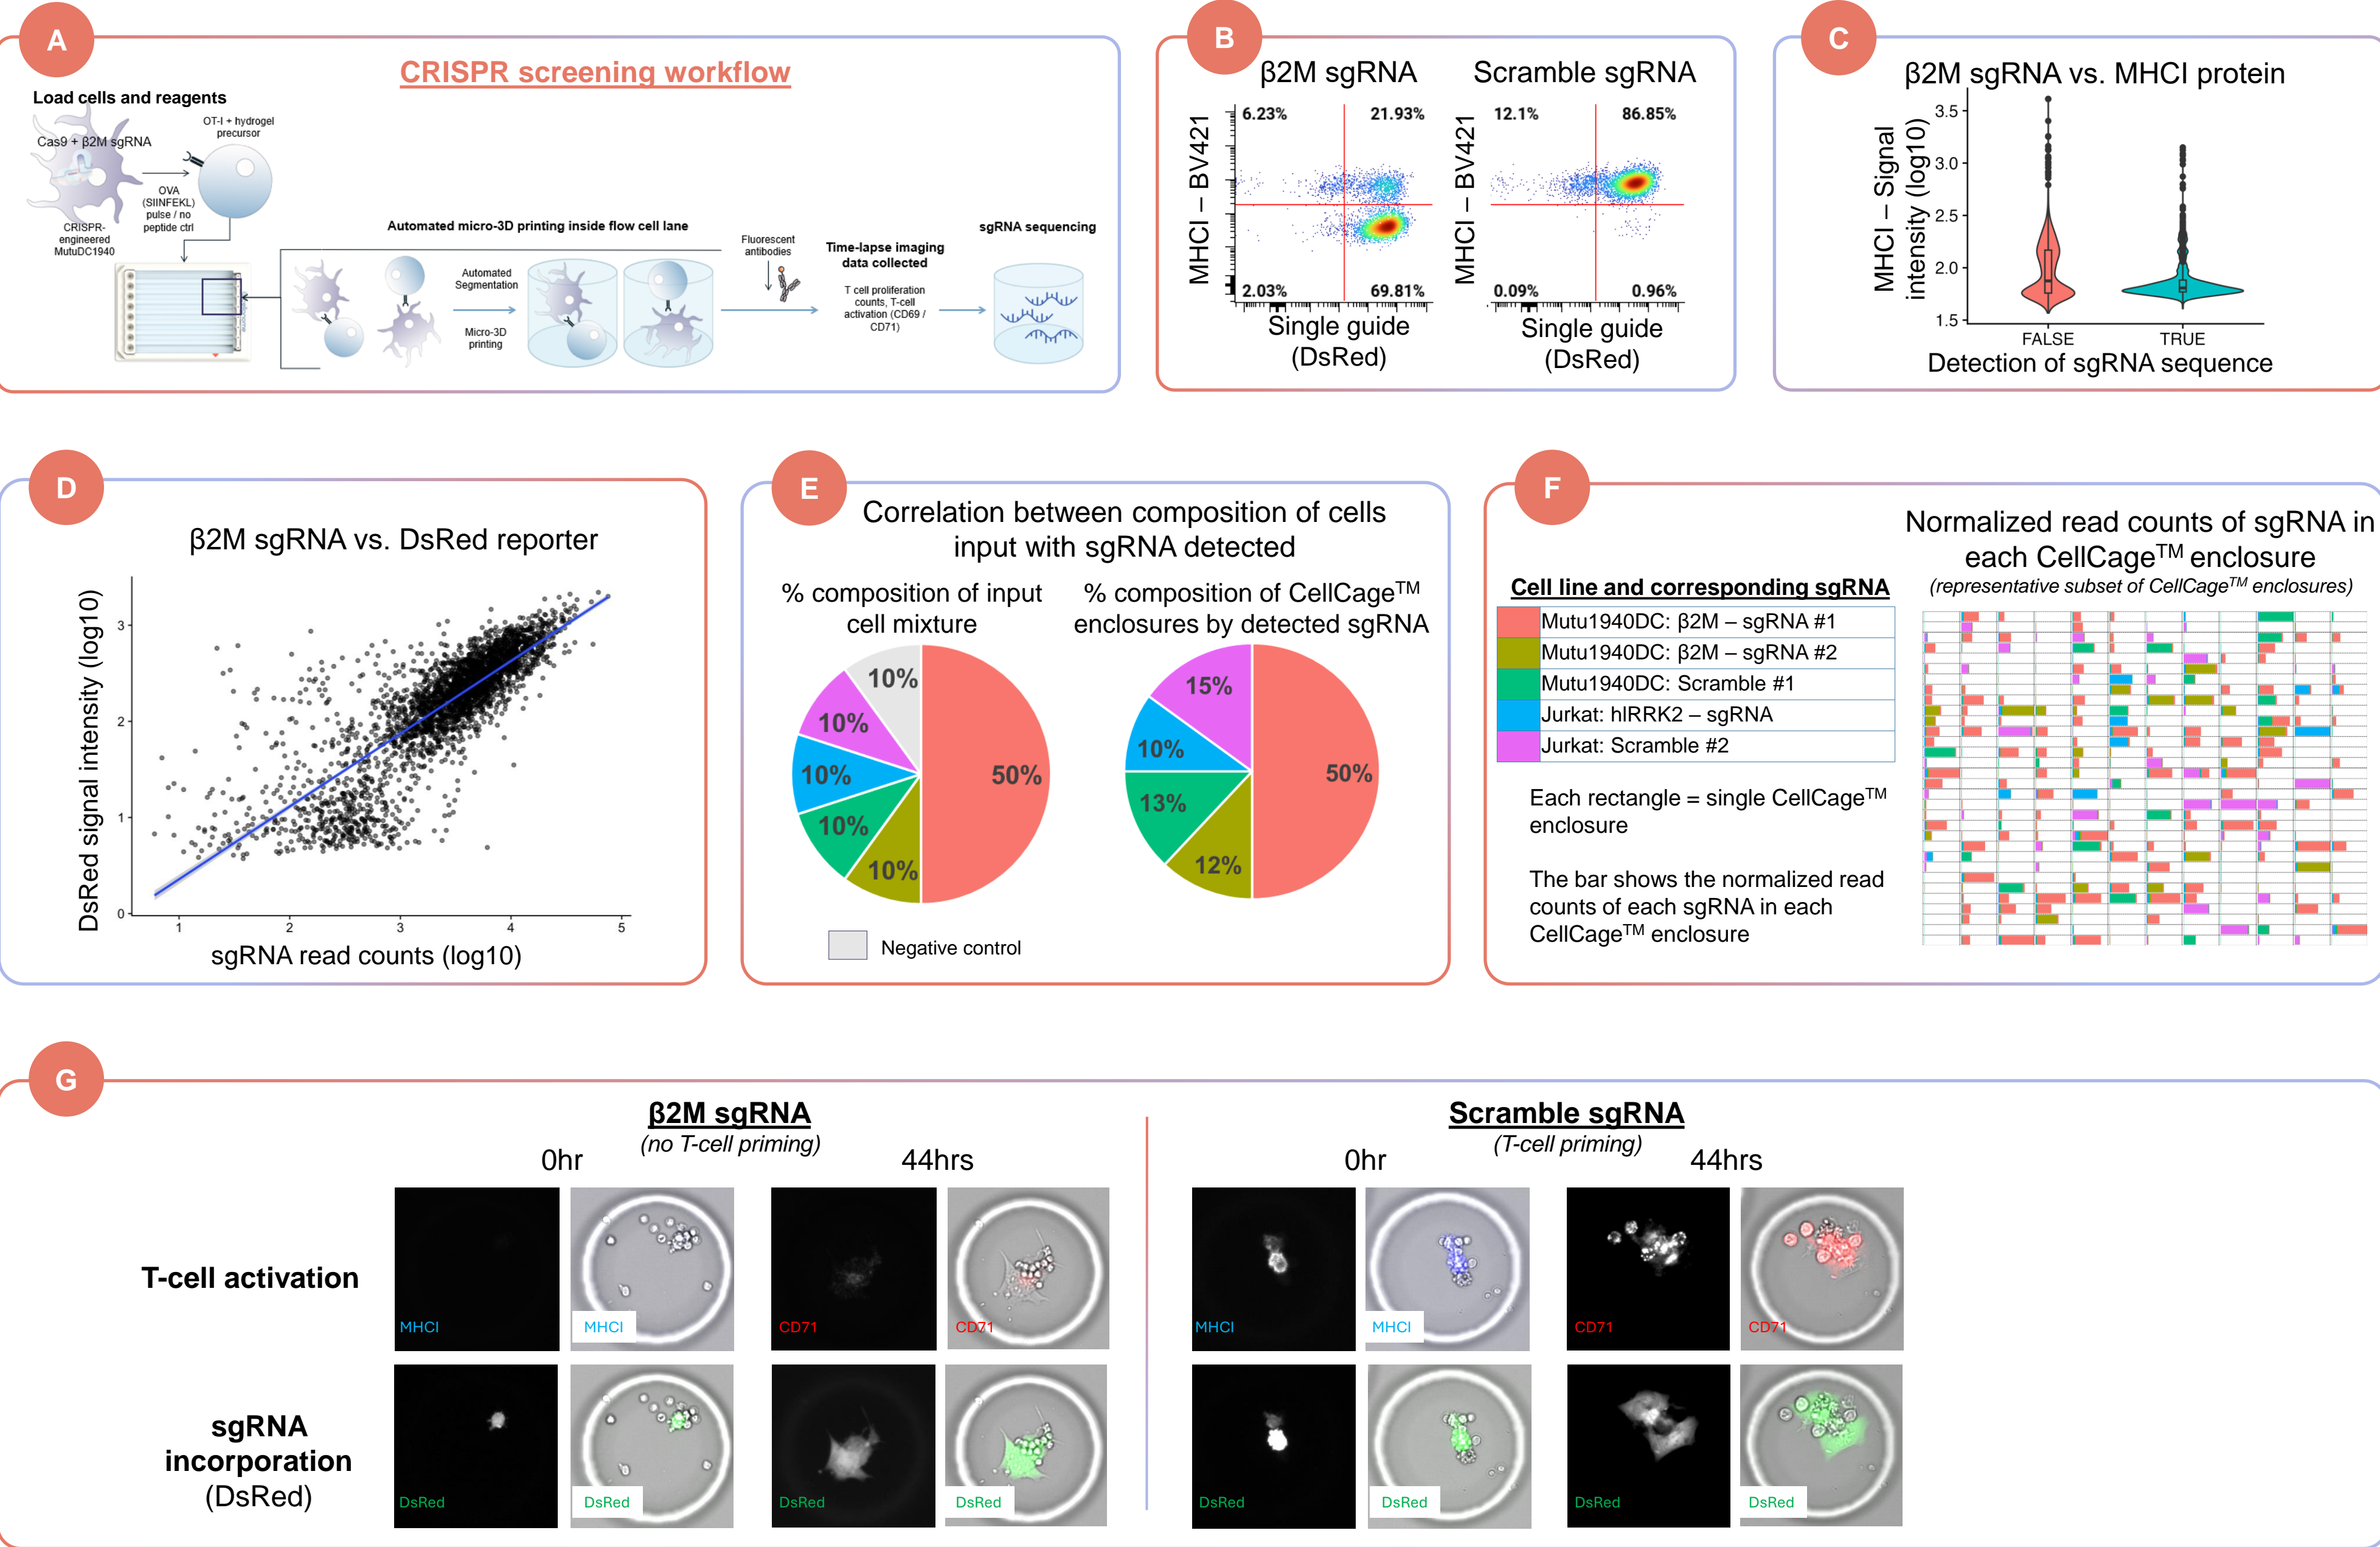 A
CRISPR screening workflow
Load cells and reagents
Cas9 + β2M sgRNA
OT-I + hydrogel
precursor
OVA
(SIINFEKL)
pulse / no
peptide ctrl
CRISPR-
engineered
MutuDC1940
Automated micro-3D printing inside flow cell lane
Automated
Segmentation
Micro-3D
printing
Fluorescent
antibodies
Time-lapse imaging
data collected
T cell proliferation
counts, T-cell
activation (CD69 /
CD71)
sgRNA sequencing
B
β2M sgRNA
Scramble sgRNA
MHCI – BV421
6.23%
21.93%
2.03%
69.81%
Single guide
(DsRed)
MHCI – BV421
12.1%
86.85%
0.09%
0.96%
Single guide
(DsRed)
C
β2M sgRNA vs. MHCI protein
MHCI – Signal
intensity (log10)
3.5
3.0
2.5
2.0
1.5
FALSE
TRUE
Detection of sgRNA sequence
D
β2M sgRNA vs. DsRed reporter
DsRed signal intensity (log10)
3
2
1
0
1
2
3
4
5
sgRNA read counts (log10)
E
Correlation between composition of cells
input with sgRNA detected
% composition of input
cell mixture
10%
10%
10%
10%
10%
50%
% composition of CellCage™
enclosures by detected sgRNA
15%
10%
13%
12%
50%
Negative control
F
Normalized read counts of sgRNA in
each CellCage™ enclosure
(representative subset of CellCage™ enclosures)
Cell line and corresponding sgRNA
Mutu1940DC: β2M – sgRNA #1
Mutu1940DC: β2M – sgRNA #2
Mutu1940DC: Scramble #1
Jurkat: hIRRK2 – sgRNA
Jurkat: Scramble #2
Each rectangle = single CellCage™
enclosure
The bar shows the normalized read
counts of each sgRNA in each
CellCage™ enclosure
G
β2M sgRNA
(no T-cell priming)
0hr
44hrs
Scramble sgRNA
(T-cell priming)
0hr
44hrs
T-cell activation
MHCI
MHCI
CD71
CD71
MHCI
MHCI
CD71
CD71
sgRNA
incorporation
(DsRed)
DsRed
DsRed
DsRed
DsRed
DsRed
DsRed
DsRed
DsRed